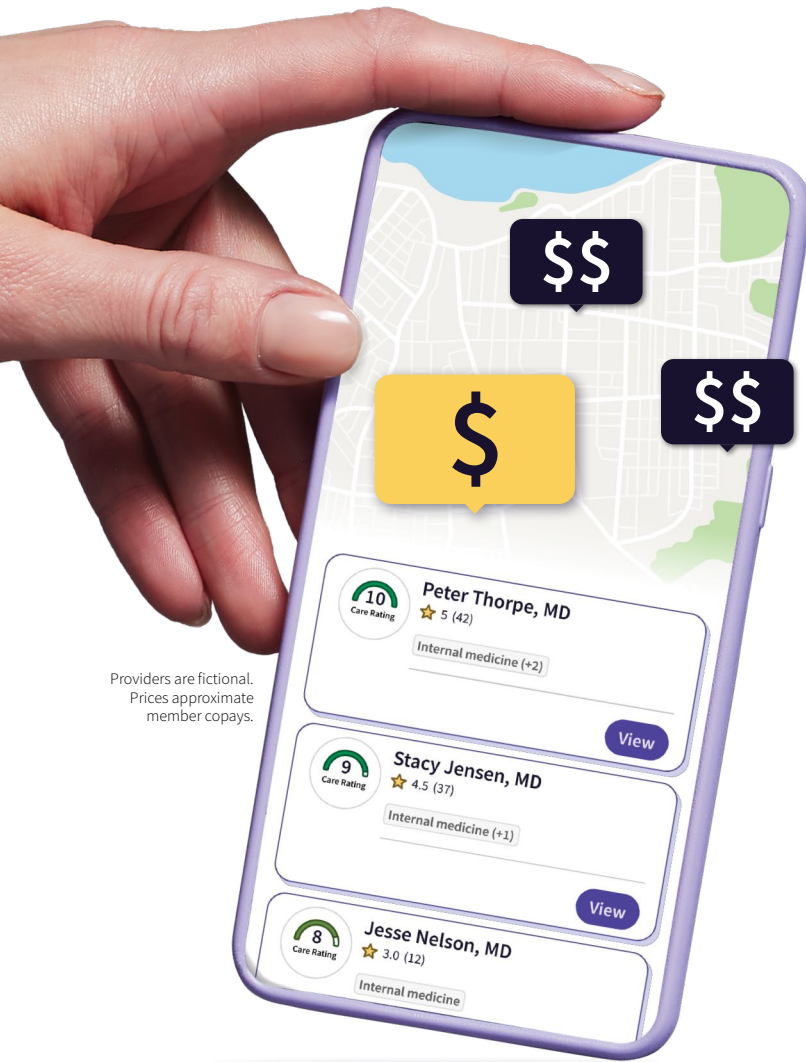 $$
$$
$
10
Care Rating
Peter Thorpe, MD
5 (42)
Internal medicine (+2)
View
Providers are fictional.
Prices approximate
member copays.
9
Care Rating
Stacy Jensen, MD
4.5 (37)
Internal medicine (+1)
View
8
Care Rating
Jesse Nelson, MD
3.0 (12)
Internal medicine